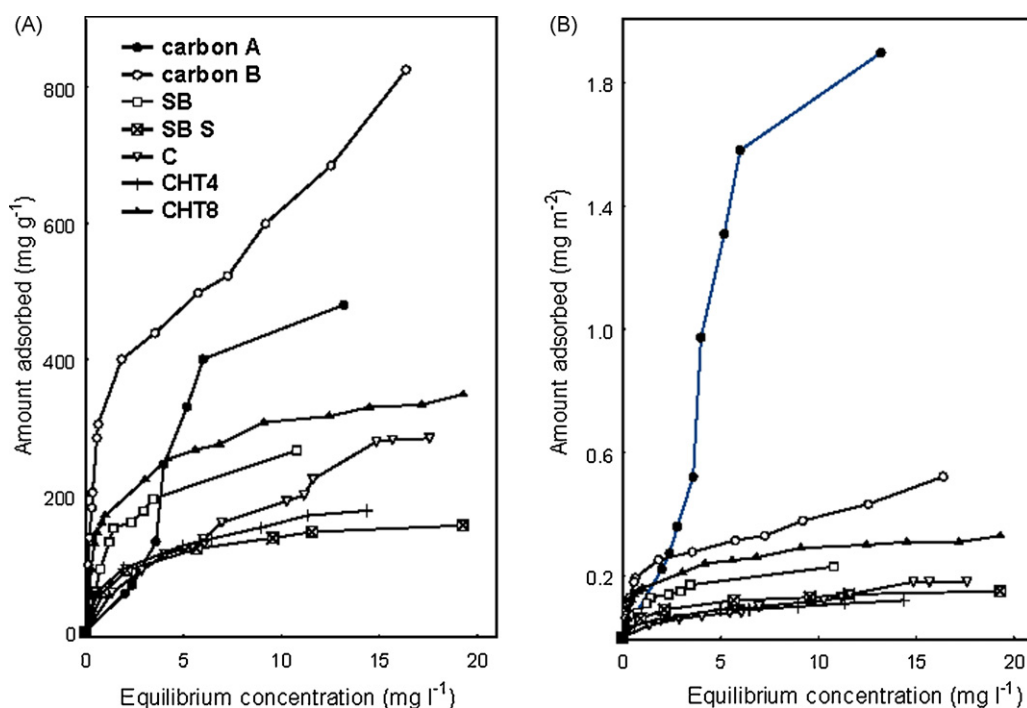 (A)
carbon A
carbon B
SB
SB S
C
CHT4
CHT8
800
600
400
200
0
Amount adsorbed (mg g⁻¹)
0 5 10 15 20
Equilibrium concentration (mg l⁻¹)
(B)
1.8
1.4
1.0
0.6
0.2
Amount adsorbed (mg m⁻²)
0 5 10 15 20
Equilibrium concentration (mg l⁻¹)